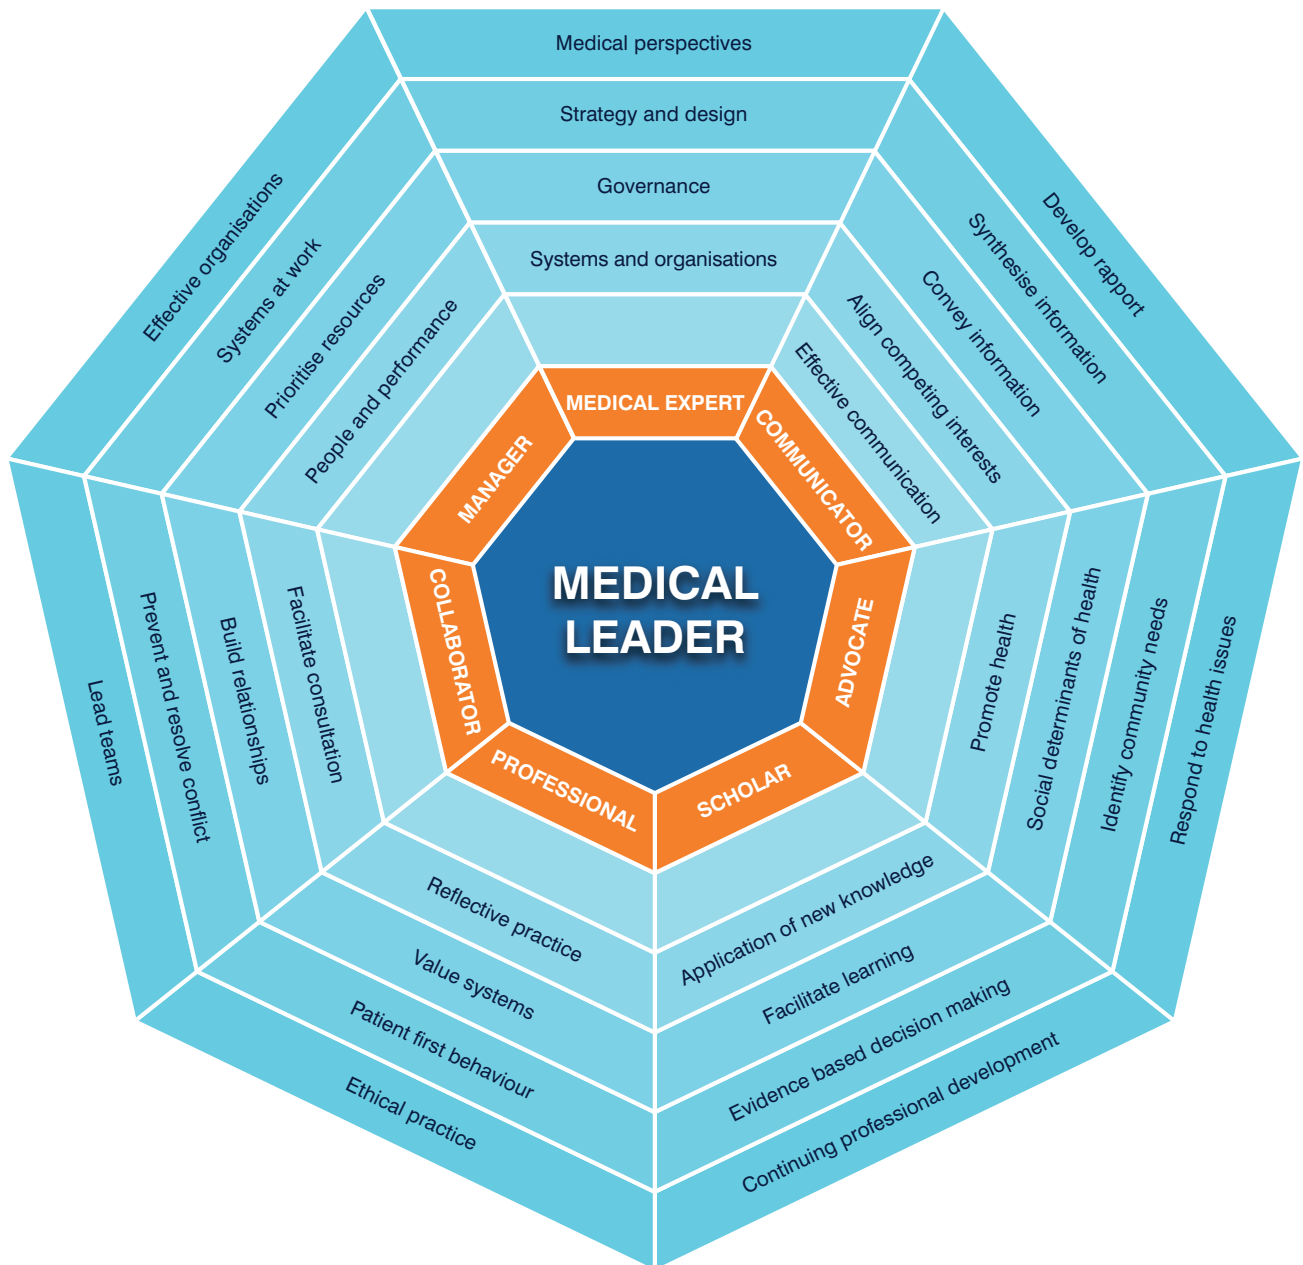 Medical perspectives
Strategy and design
Governance
Systems and organisations
MEDICAL EXPERT
Develop rapport
Synthesise information
Convey information
Align competing interests
Effective communication
COMMUNICATOR
Respond to health issues
Identify community needs
Social determinants of health
Promote health
ADVOCATE
SCHOLAR
Application of new knowledge
Facilitate learning
Evidence based decision making
Continuing professional development
PROFESSIONAL
Reflective practice
Value systems
Patient first behaviour
Ethical practice
Lead teams
Prevent and resolve conflict
Build relationships
Facilitate consultation
COLLABORATOR
Effective organisations
Systems at work
Prioritise resources
People and performance
MANAGER
MEDICAL
LEADER